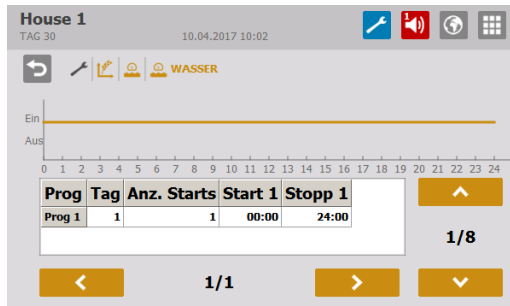 House 1
TAG 30 10.04.2017 10:02
1
WASSER
Ein
Aus
0 1 2 3 4 5 6 7 8 9 10 11 12 13 14 15 16 17 18 19 20 21 22 23 24
Prog Tag Anz. Starts Start 1 Stopp 1
Prog 1 1 1 00:00 24:00
1/8
1/1